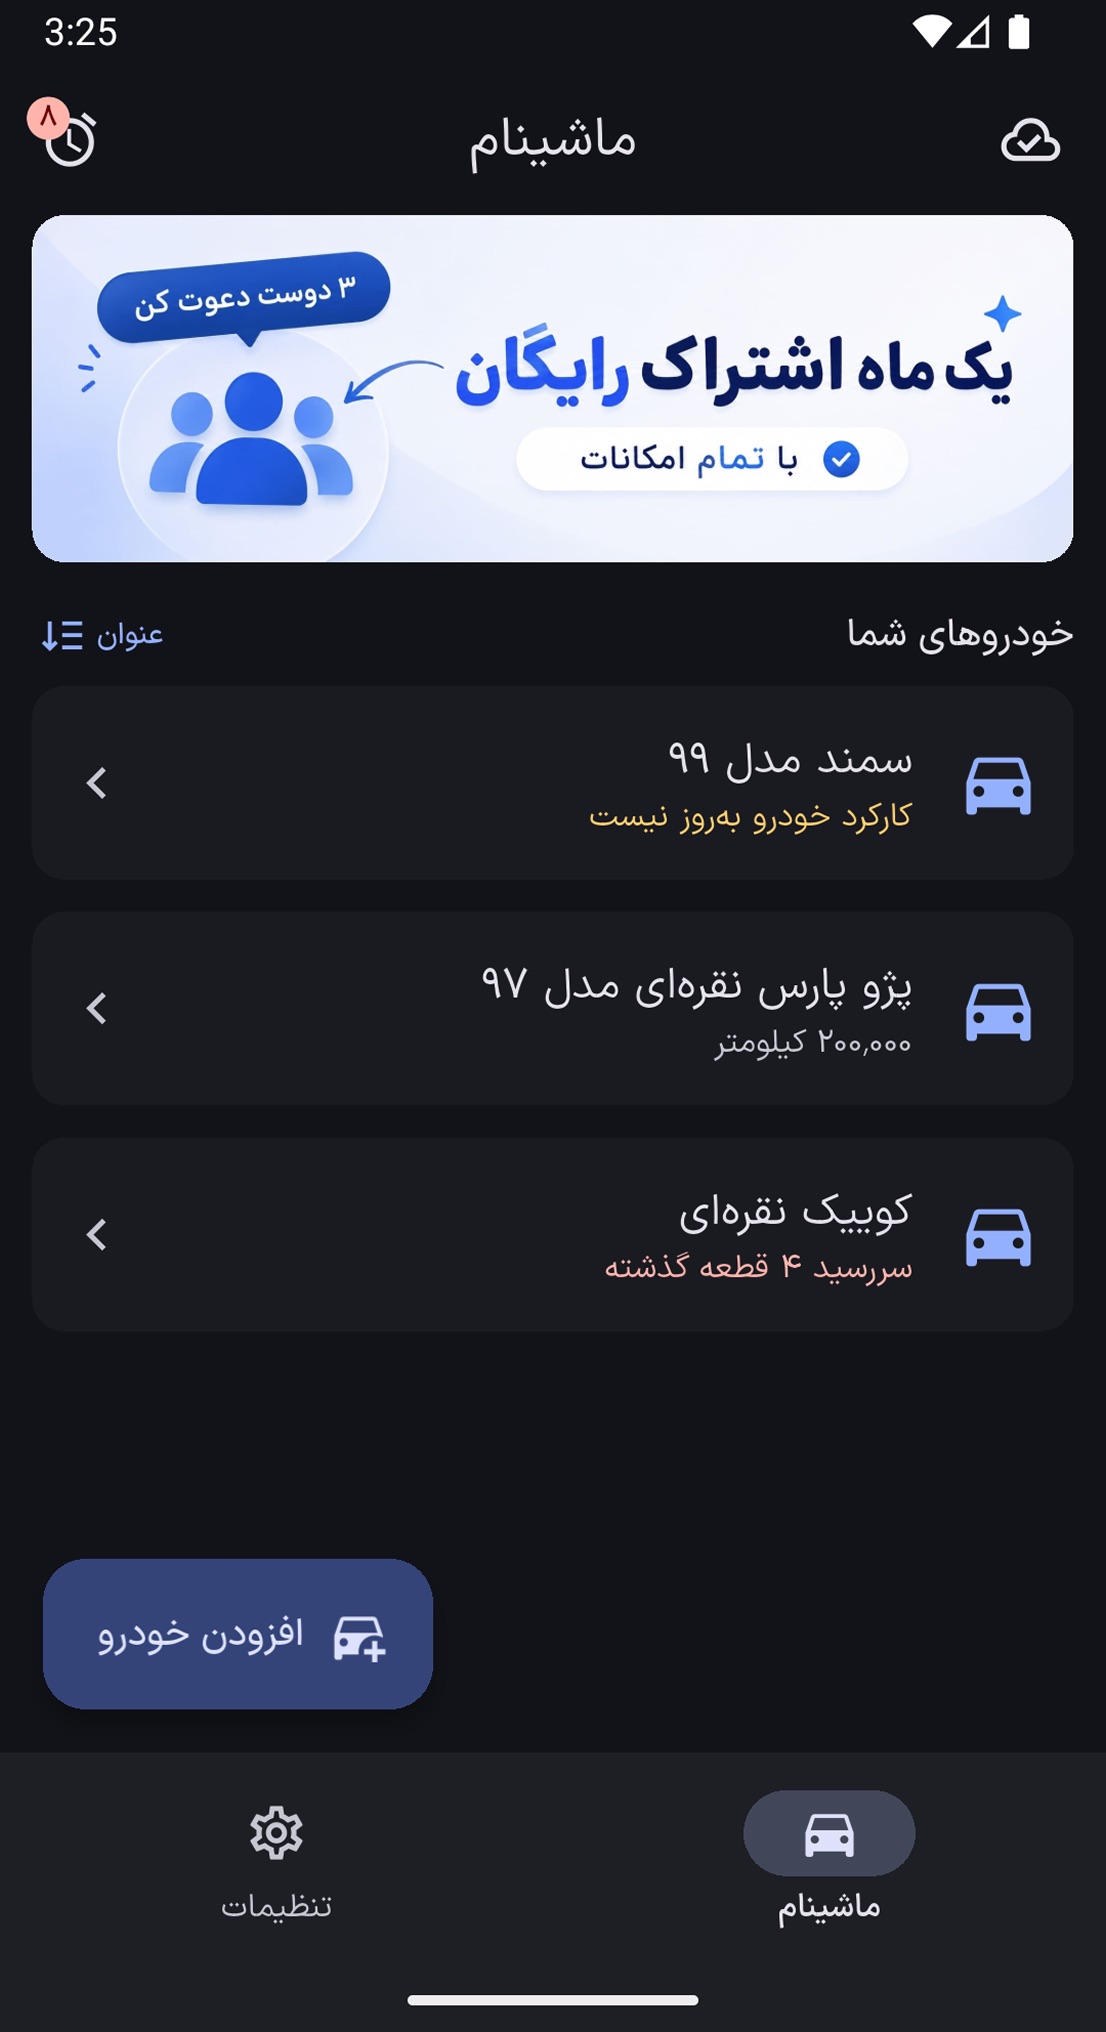 3:25
۸
ماشینام
۳ دوست دعوت کن
یک ماه اشتراک رایگان
با تمام امکانات
خودروهای شما
عنوان
سمند مدل ۹۹
کارکرد خودرو به‌روز نیست
پژو پارس نقره‌ای مدل ۹۷
۲۰۰,۰۰۰ کیلومتر
کوییک نقره‌ای
سررسید ۴ قطعه گذشته
افزودن خودرو
ماشینام
تنظیمات